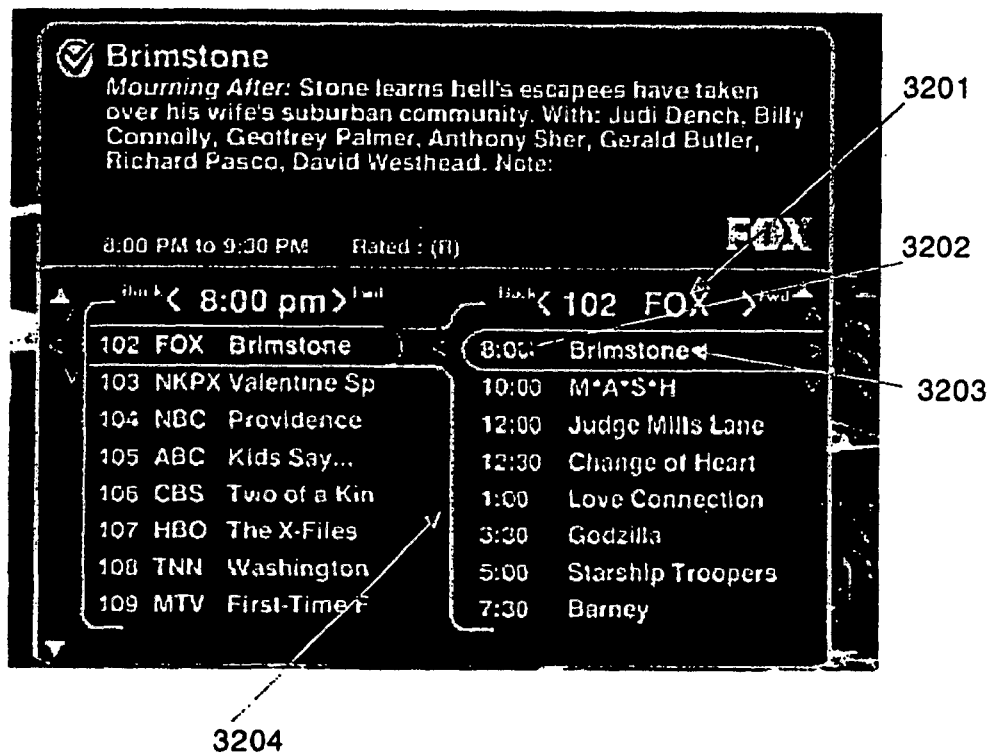 Brimstone
Mourning After: Stone learns hell's escapees have taken
over his wife's suburban community. With: Judi Dench, Billy
Connolly, Geoffrey Palmer, Anthony Sher, Gerald Butler,
Richard Pasco, David Westhead. Note:
8:00 PM to 9:30 PM Rated : (R)
FOX
3201
3202
3203
Back < 8:00 pm > Fwd
102 FOX Brimstone
103 NKPX Valentine Sp
104 NBC Providence
105 ABC Kids Say...
106 CBS Two of a Kin
107 HBO The X-Files
108 TNN Washington
109 MTV First-Time F
Back < 102 FOX > Fwd
8:00 Brimstone
10:00 M*A*S*H
12:00 Judge Mills Lane
12:30 Change of Heart
1:00 Love Connection
3:30 Godzilla
5:00 Starship Troopers
7:30 Barney
3204